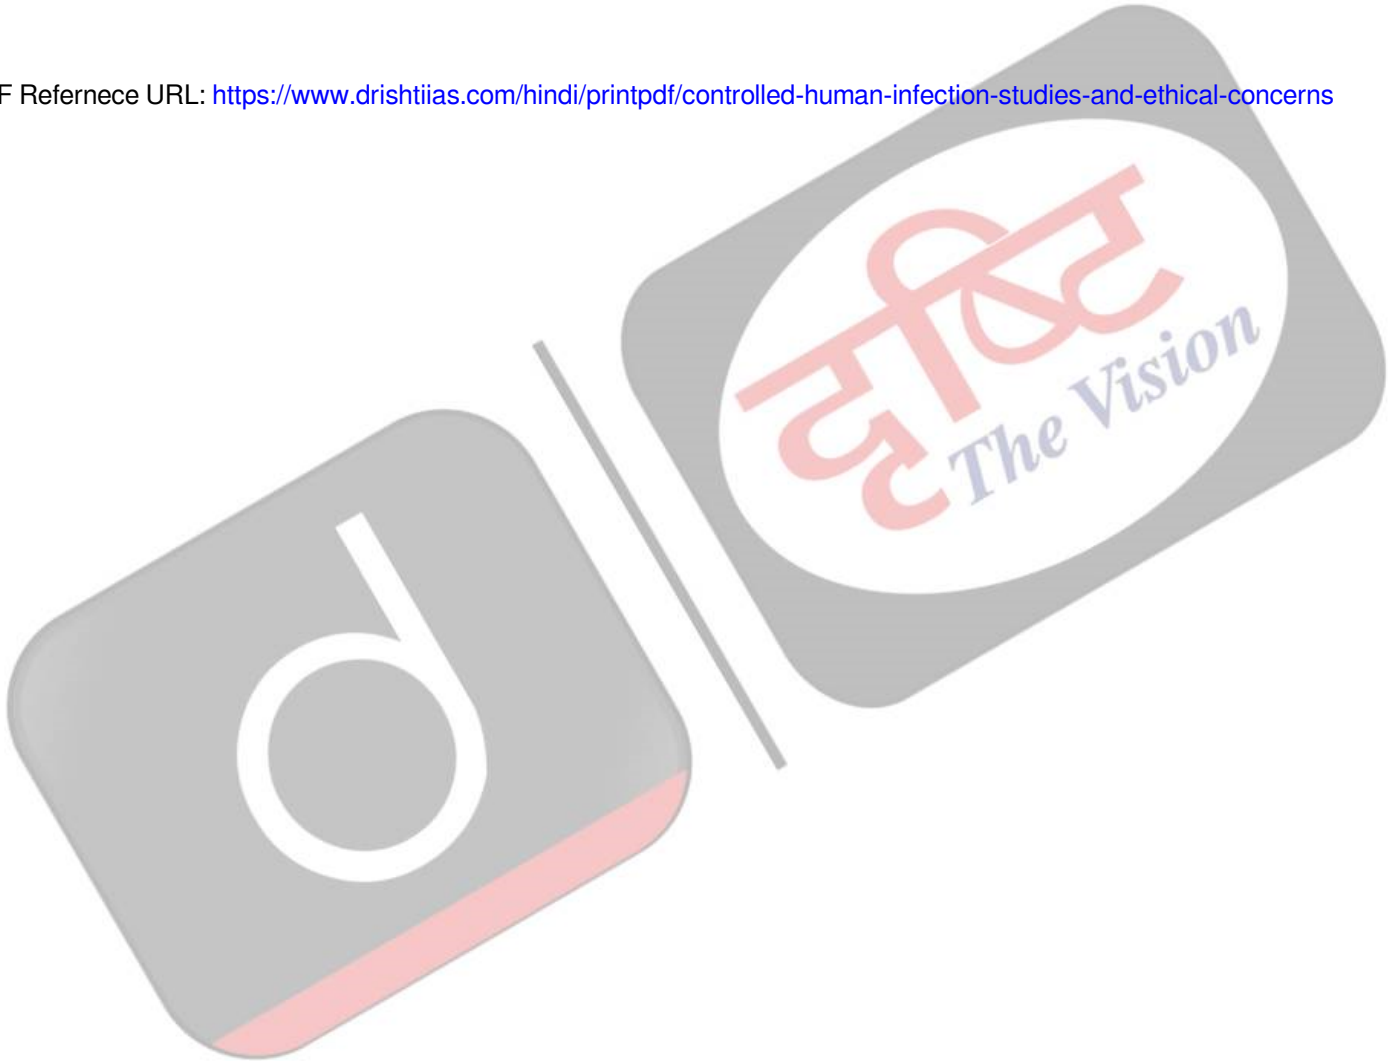 F Refernece URL: https://www.drishtiias.com/hindi/printpdf/controlled-human-infection-studies-and-ethical-concerns
दृष्टि
The Vision
d